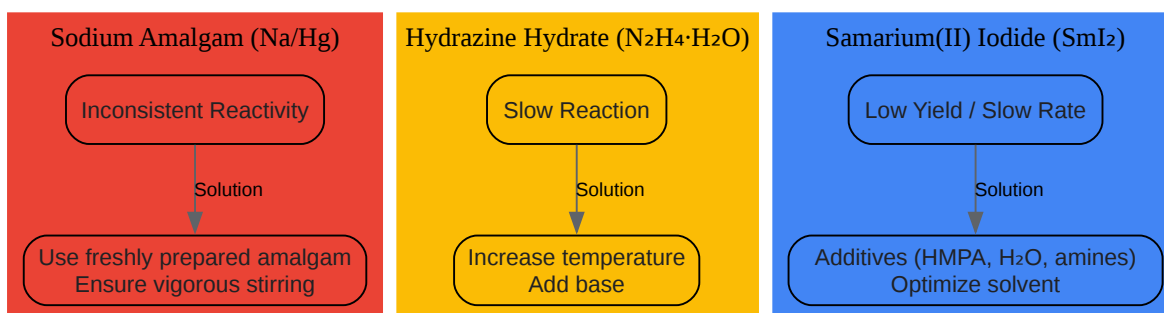 Sodium Amalgam (Na/Hg)
Inconsistent Reactivity
Solution
Use freshly prepared amalgam
Ensure vigorous stirring
Hydrazine Hydrate (N₂H₄·H₂O)
Slow Reaction
Solution
Increase temperature
Add base
Samarium(II) Iodide (SmI₂)
Low Yield / Slow Rate
Solution
Additives (HMPA, H₂O, amines)
Optimize solvent